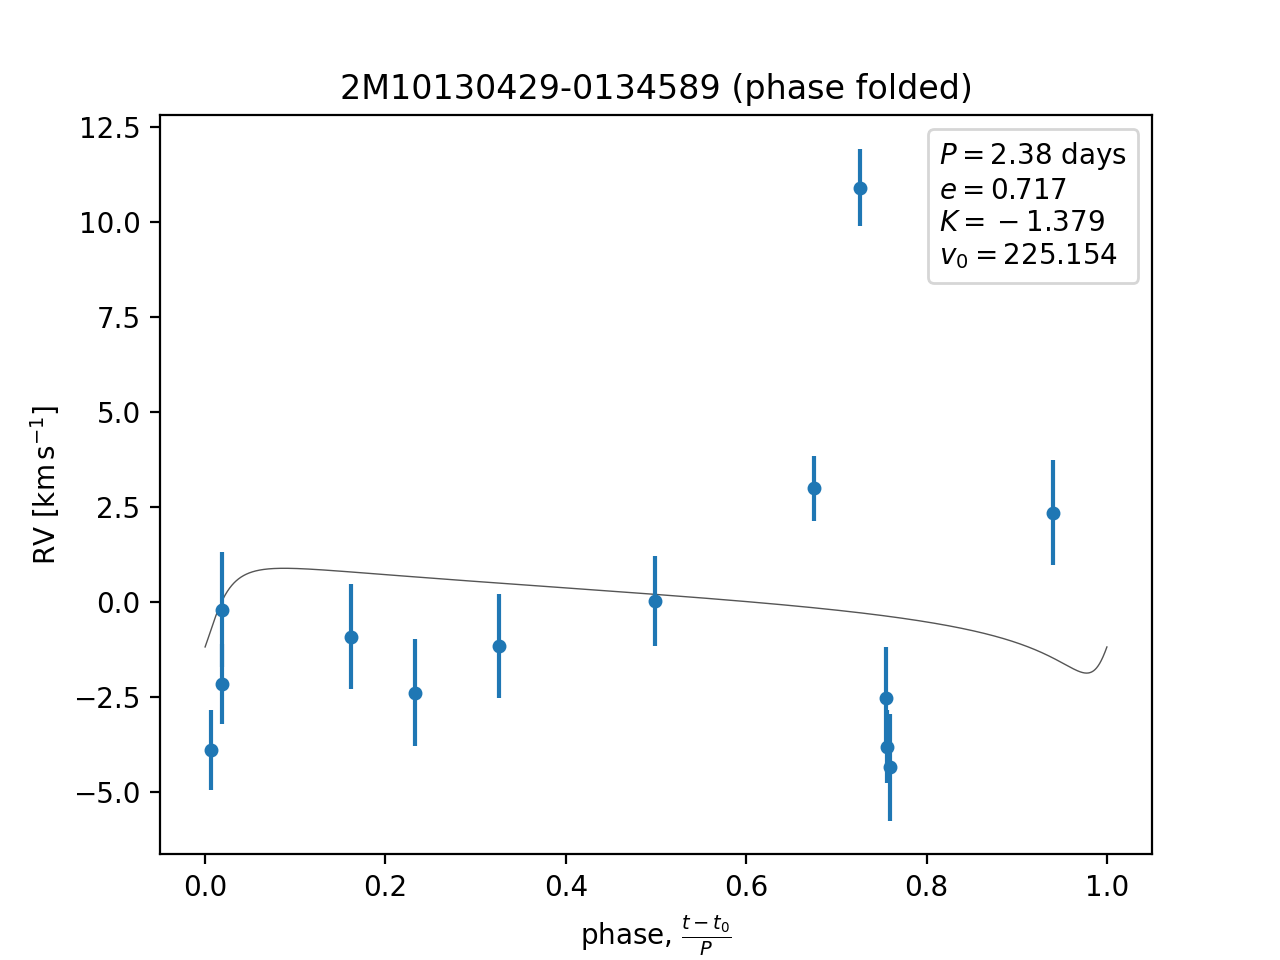 2M10130429-0134589 (phase folded)
P = 2.38 days
e = 0.717
K = −1.379
v₀ = 225.154
12.5
10.0
7.5
5.0
2.5
0.0
−2.5
−5.0
RV [km s⁻¹]
0.0 0.2 0.4 0.6 0.8 1.0
phase, (t − t₀)/P